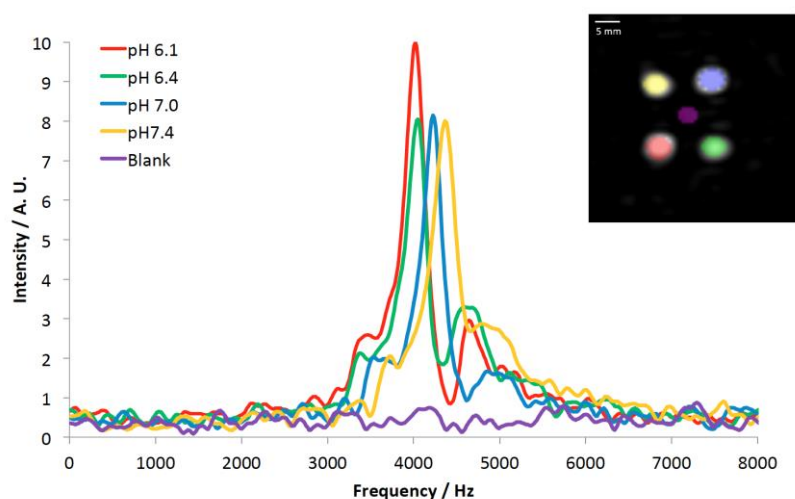 5 mm
pH 6.1
pH 6.4
pH 7.0
pH7.4
Blank
Intensity / A. U.
10
9
8
7
6
5
4
3
2
1
0
0 1000 2000 3000 4000 5000 6000 7000 8000
Frequency / Hz